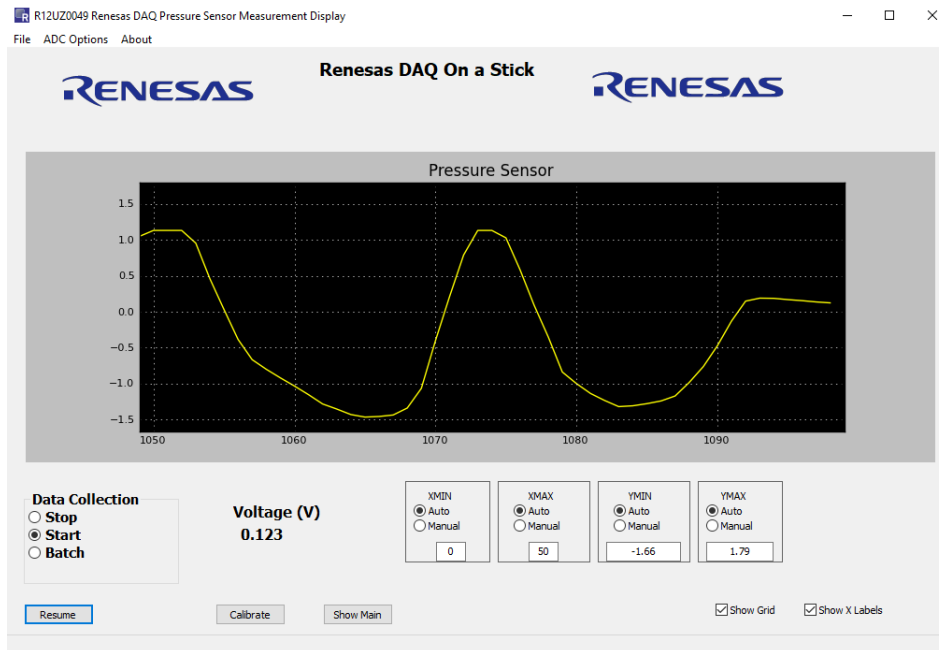 R12UZ0049 Renesas DAQ Pressure Sensor Measurement Display
File ADC Options About
Renesas DAQ On a Stick
RENESAS
RENESAS
Pressure Sensor
1.5
1.0
0.5
0.0
−0.5
−1.0
−1.5
1050 1060 1070 1080 1090
Data Collection
Stop
Start
Batch
Voltage (V)
0.123
XMIN
Auto
Manual
0
XMAX
Auto
Manual
50
YMIN
Auto
Manual
-1.66
YMAX
Auto
Manual
1.79
Resume
Calibrate
Show Main
Show Grid
Show X Labels